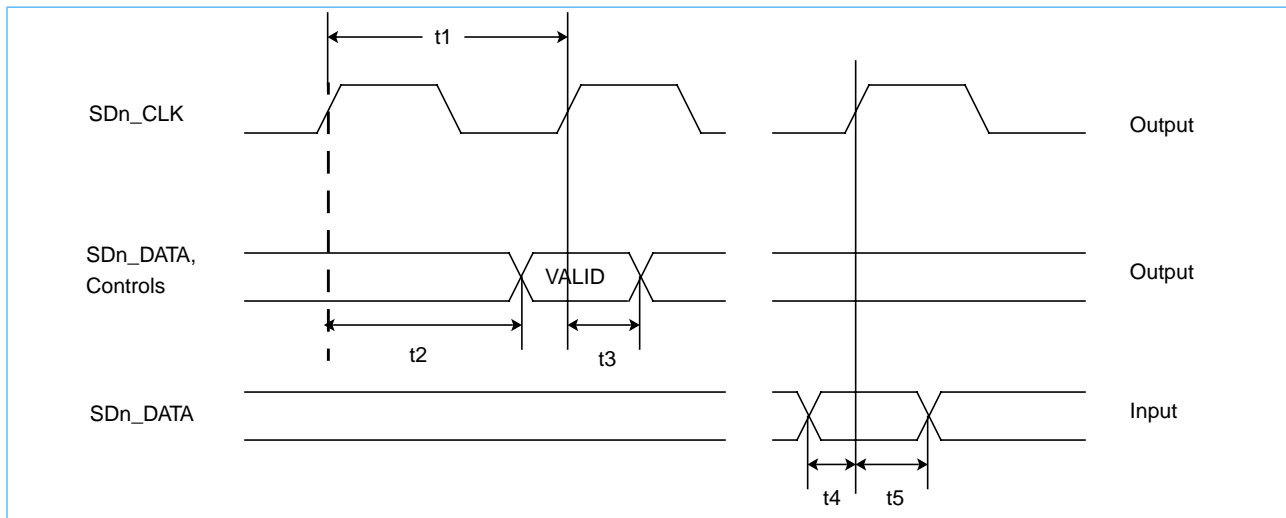 t1
SDn_CLK
Output
SDn_DATA,
Controls
VALID
Output
t2
t3
SDn_DATA
Input
t4
t5